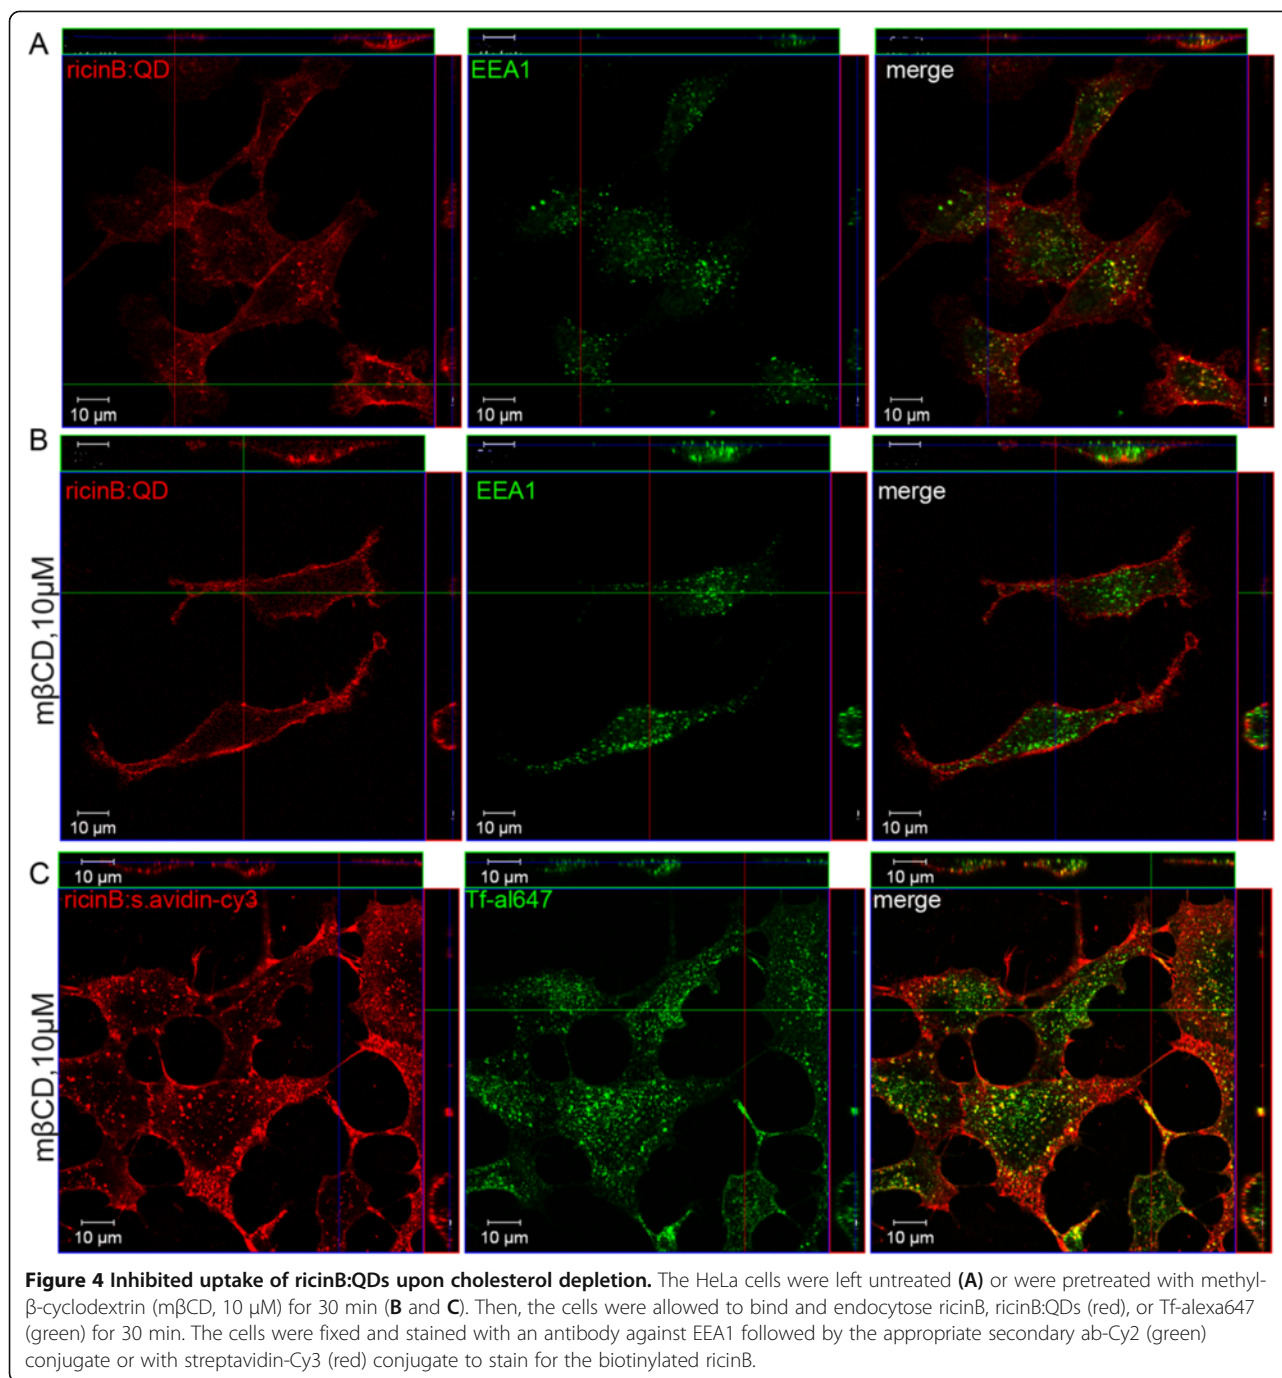 A
ricinB:QD
EEA1
merge
10 µm
10 µm
10 µm
B
mβCD,10µM
ricinB:QD
EEA1
merge
10 µm
10 µm
10 µm
C
mβCD,10µM
10 µm
10 µm
10 µm
ricinB:s.avidin-cy3
Tf-al647
merge
10 µm
10 µm
10 µm
Figure 4 Inhibited uptake of ricinB:QDs upon cholesterol depletion. The HeLa cells were left untreated (A) or were pretreated with methyl-
β-cyclodextrin (mβCD, 10 µM) for 30 min (B and C). Then, the cells were allowed to bind and endocytose ricinB, ricinB:QDs (red), or Tf-alexa647
(green) for 30 min. The cells were fixed and stained with an antibody against EEA1 followed by the appropriate secondary ab-Cy2 (green)
conjugate or with streptavidin-Cy3 (red) conjugate to stain for the biotinylated ricinB.